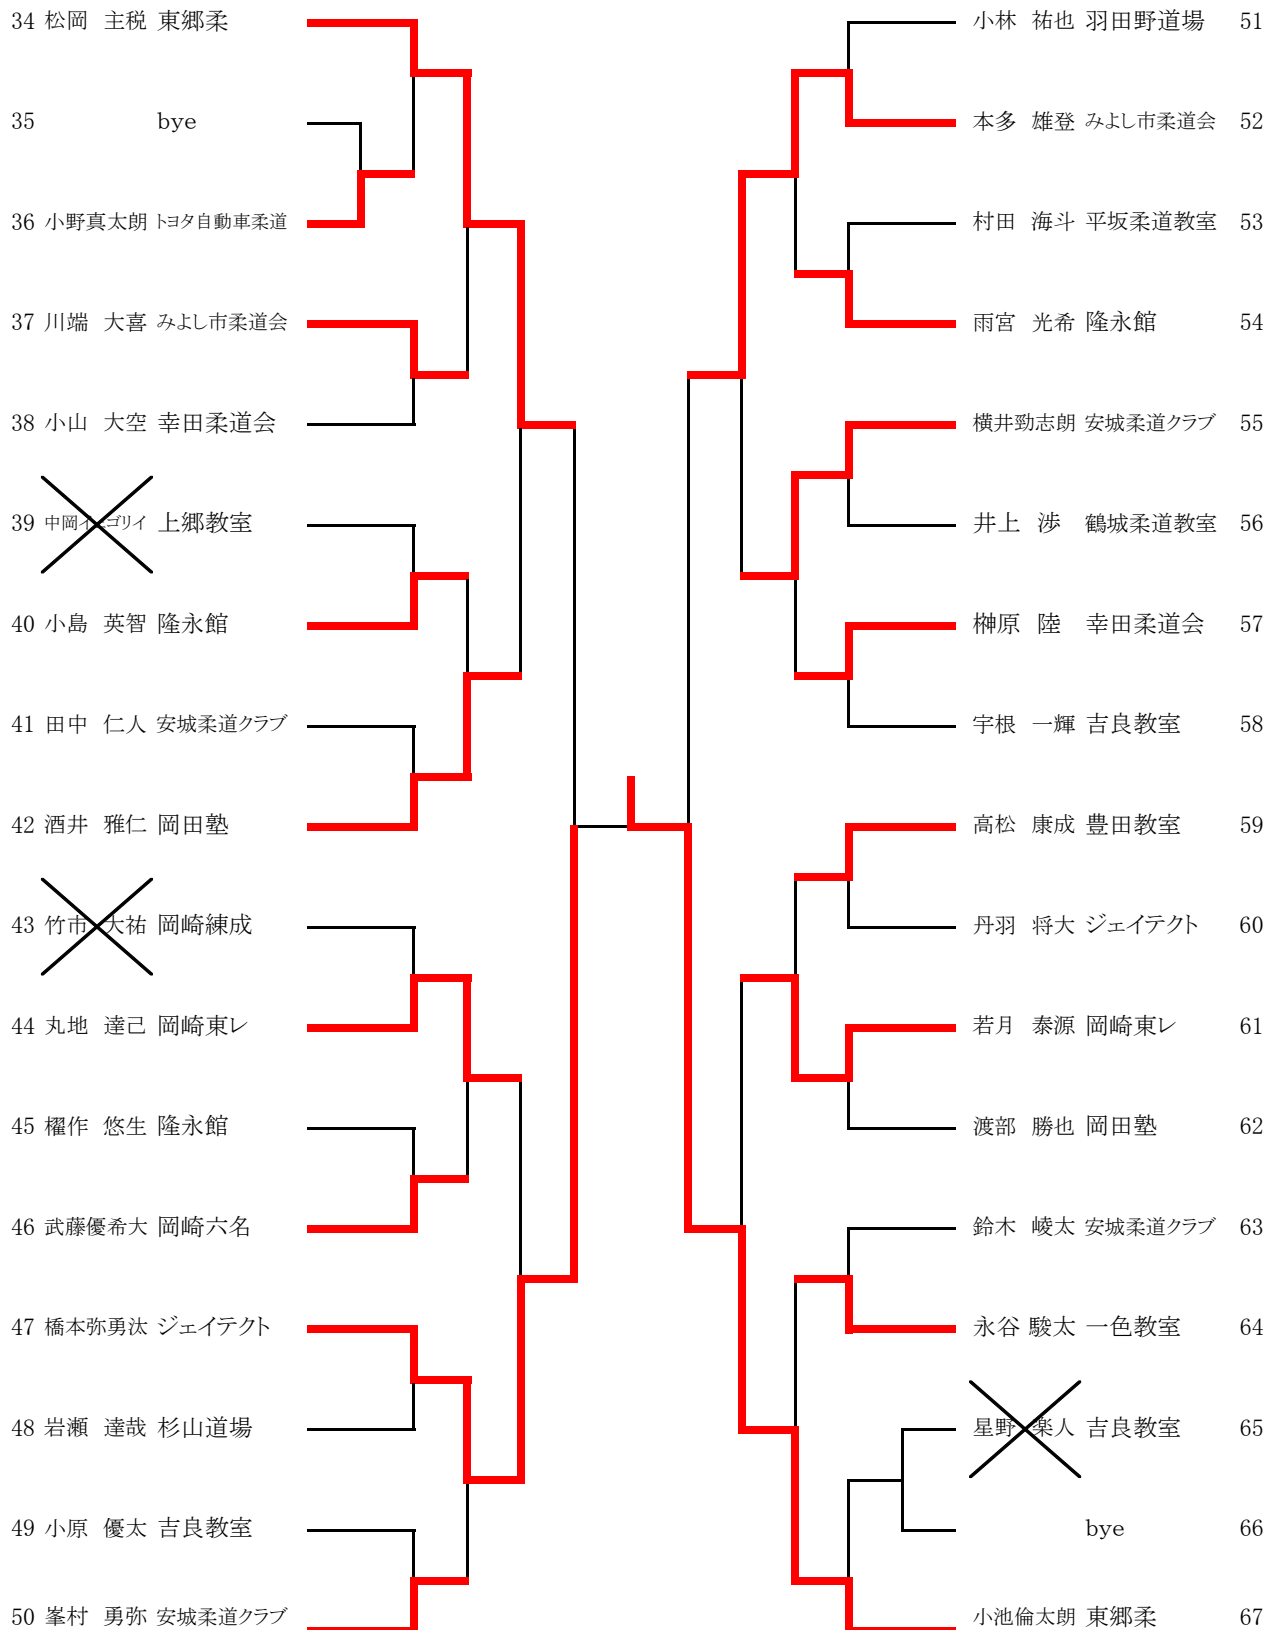 34 松岡 主税 東郷柔
35 bye
36 小野真太朗 トヨタ自動車柔道
37 川端 大喜 みよし市柔道会
38 小山 大空 幸田柔道会
39 中岡イ ゴリイ 上郷教室
40 小島 英智 隆永館
41 田中 仁人 安城柔道クラブ
42 酒井 雅仁 岡田塾
43 竹市 大祐 岡崎練成
44 丸地 達己 岡崎東レ
45 櫂作 悠生 隆永館
46 武藤優希大 岡崎六名
47 橋本弥勇汰 ジェイテクト
48 岩瀬 達哉 杉山道場
49 小原 優太 吉良教室
50 峯村 勇弥 安城柔道クラブ
小林 祐也 羽田野道場 51
本多 雄登 みよし市柔道会 52
村田 海斗 平坂柔道教室 53
雨宮 光希 隆永館 54
横井勁志朗 安城柔道クラブ 55
井上 渉 鶴城柔道教室 56
榊原 陸 幸田柔道会 57
宇根 一輝 吉良教室 58
高松 康成 豊田教室 59
丹羽 将大 ジェイテクト 60
若月 泰源 岡崎東レ 61
渡部 勝也 岡田塾 62
鈴木 崚太 安城柔道クラブ 63
永谷 駿太 一色教室 64
星野 楽人 吉良教室 65
bye 66
小池倫太朗 東郷柔 67